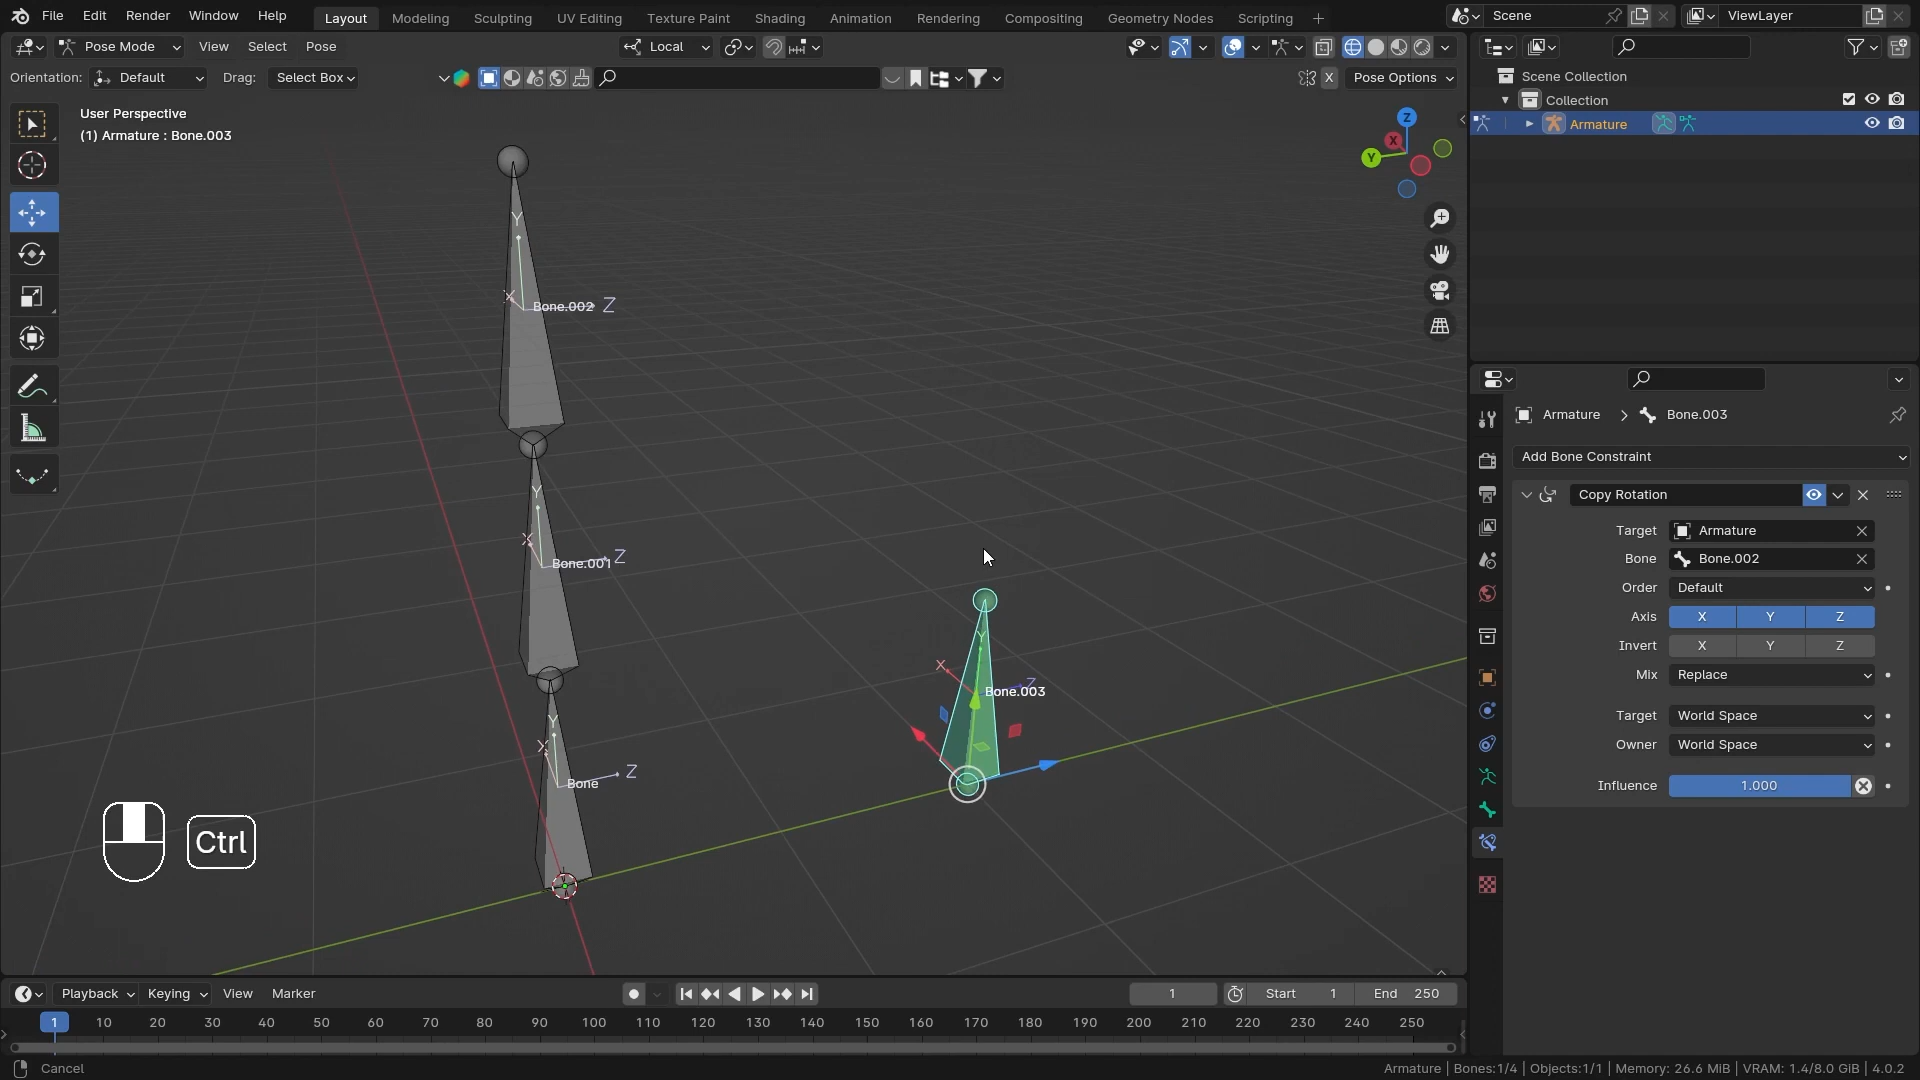 File Edit Render Window Help Layout Modeling Sculpting UV Editing Texture Paint Shading Animation Rendering Compositing Geometry Nodes Scripting + Scene ViewLayer
Pose Mode View Select Pose Local
Orientation: Default Drag: Select Box X Pose Options
User Perspective
(1) Armature : Bone.003
Z
X
Y
Y
X
Bone.002 Z
Y
X
Bone.001 Z
Y
X
Bone Z
Y
X
Bone.003 Z
Ctrl
Scene Collection
Collection
Armature
Armature > Bone.003
Add Bone Constraint
Copy Rotation
Target Armature
Bone Bone.002
Order Default
Axis X Y Z
Invert X Y Z
Mix Replace
Target World Space
Owner World Space
Influence 1.000
Playback Keying View Marker 1 Start 1 End 250
1 10 20 30 40 50 60 70 80 90 100 110 120 130 140 150 160 170 180 190 200 210 220 230 240 250
Cancel Armature | Bones:1/4 | Objects:1/1 | Memory: 26.6 MiB | VRAM: 1.4/8.0 GiB | 4.0.2